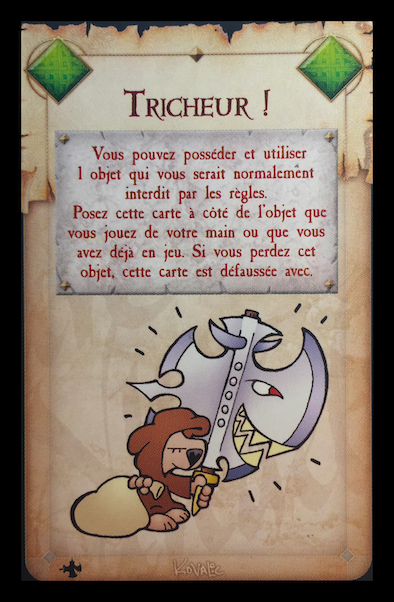 Tricheur !
Vous pouvez posséder et utiliser
1 objet qui vous serait normalement
interdit par les règles.
Posez cette carte à côté de l'objet que
vous jouez de votre main ou que vous
avez déjà en jeu. Si vous perdez cet
objet, cette carte est défaussée avec.
KOVALIC